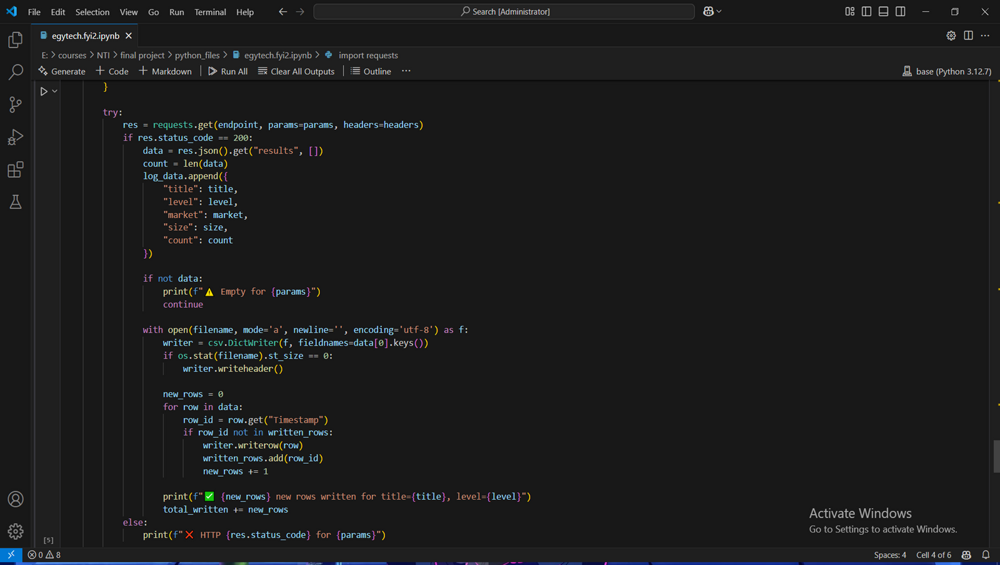 File Edit Selection View Go Run Terminal Help
Search [Administrator]
egytech.fyi2.ipynb
E: > courses > NTI > final project > python_files > egytech.fyi2.ipynb > import requests
Generate + Code + Markdown Run All Clear All Outputs Outline ...
base (Python 3.12.7)
}
try:
res = requests.get(endpoint, params=params, headers=headers)
if res.status_code == 200:
data = res.json().get("results", [])
count = len(data)
log_data.append({
"title": title,
"level": level,
"market": market,
"size": size,
"count": count
})
if not data:
print(f"⚠️ Empty for {params}")
continue
with open(filename, mode='a', newline='', encoding='utf-8') as f:
writer = csv.DictWriter(f, fieldnames=data[0].keys())
if os.stat(filename).st_size == 0:
writer.writeheader()
new_rows = 0
for row in data:
row_id = row.get("Timestamp")
if row_id not in written_rows:
writer.writerow(row)
written_rows.add(row_id)
new_rows += 1
print(f"✅ {new_rows} new rows written for title={title}, level={level}")
total_written += new_rows
else:
print(f"❌ HTTP {res.status_code} for {params}")
[5]
Activate Windows
Go to Settings to activate Windows.
0 8
Spaces: 4 Cell 4 of 6